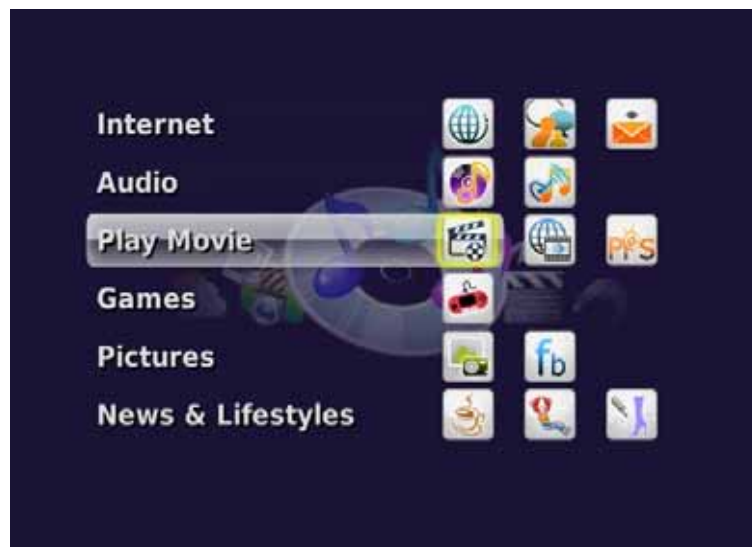 Internet
Audio
Play Movie
PPS
Games
Pictures
fb
News & Lifestyles